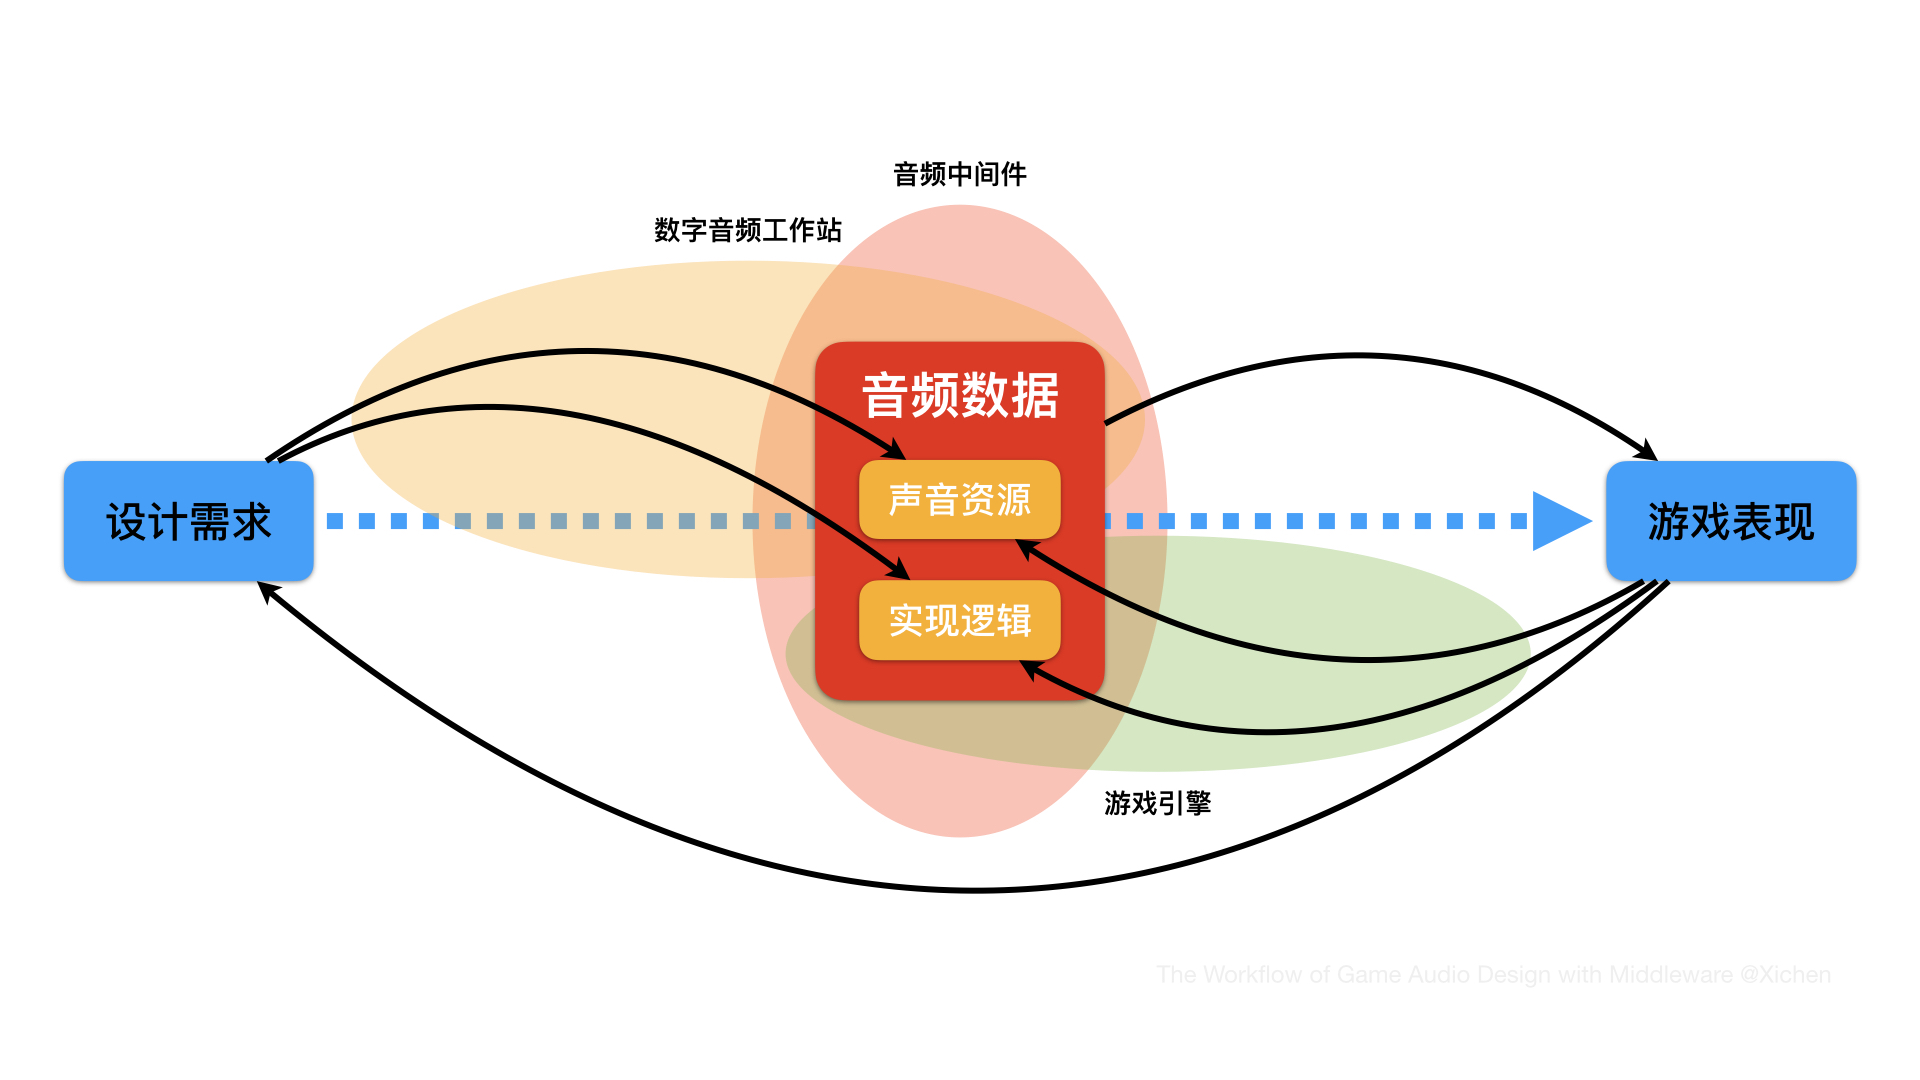 音频中间件
数字音频工作站
音频数据
声音资源
设计需求
游戏表现
实现逻辑
游戏引擎
The Workflow of Game Audio Design with Middleware @Xichen